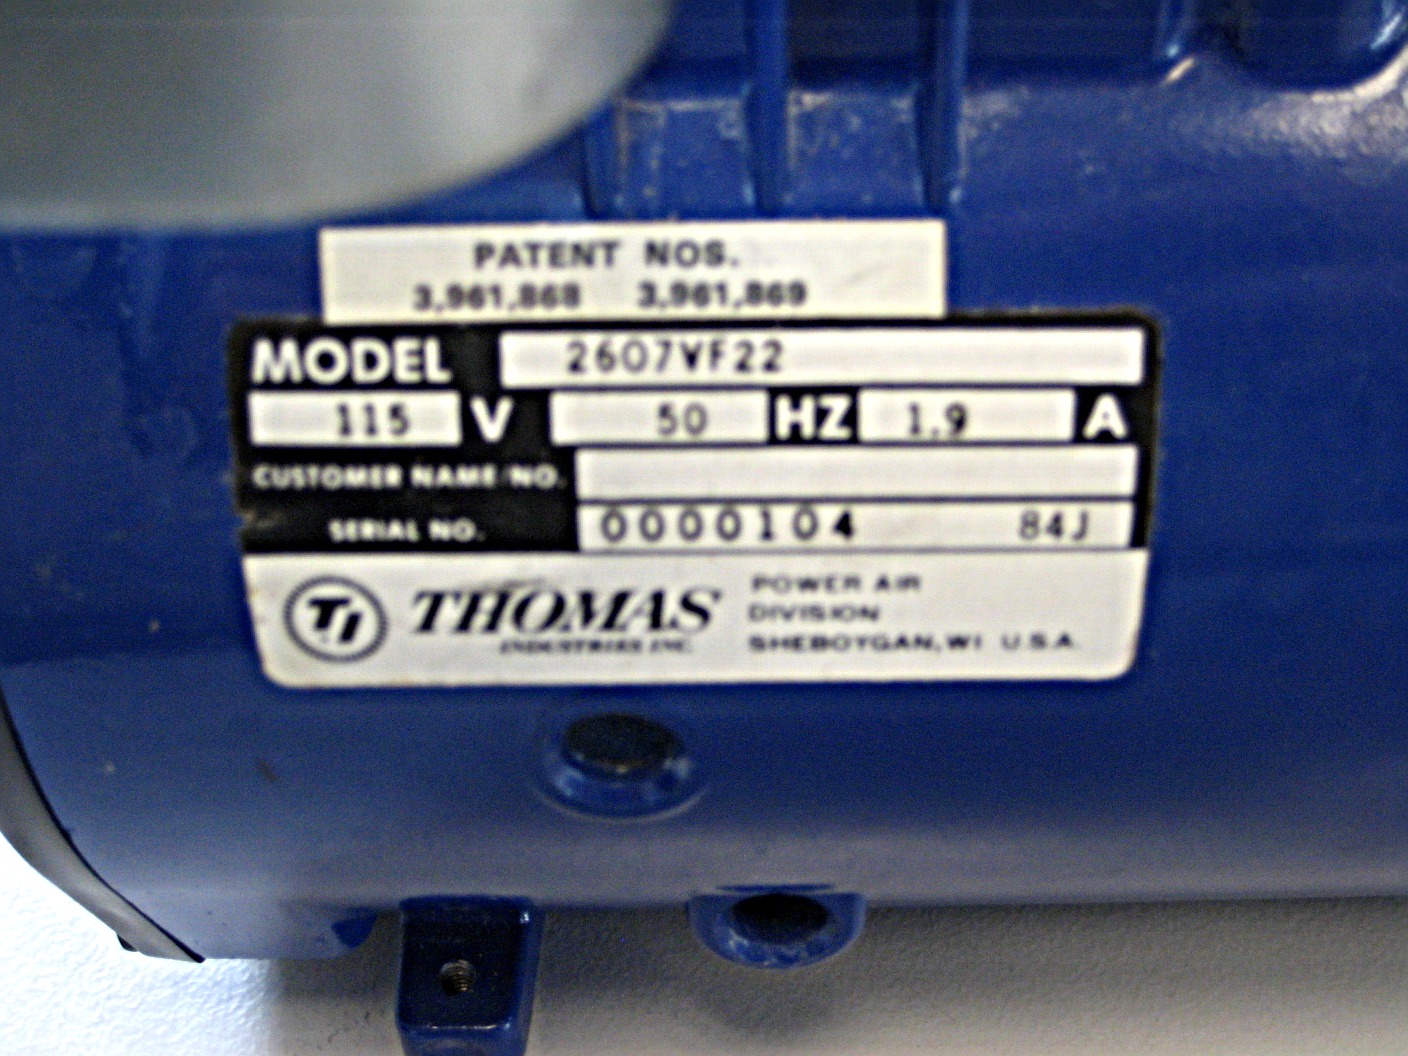 PATENT NOS.
3,961,868 3,961,869
MODEL 2607VF22
115 V 50 HZ 1.9 A
CUSTOMER NAME/NO.
SERIAL NO. 0000104 84J
TI THOMAS
INDUSTRIES INC.
POWER AIR
DIVISION
SHEBOYGAN, WI U.S.A.